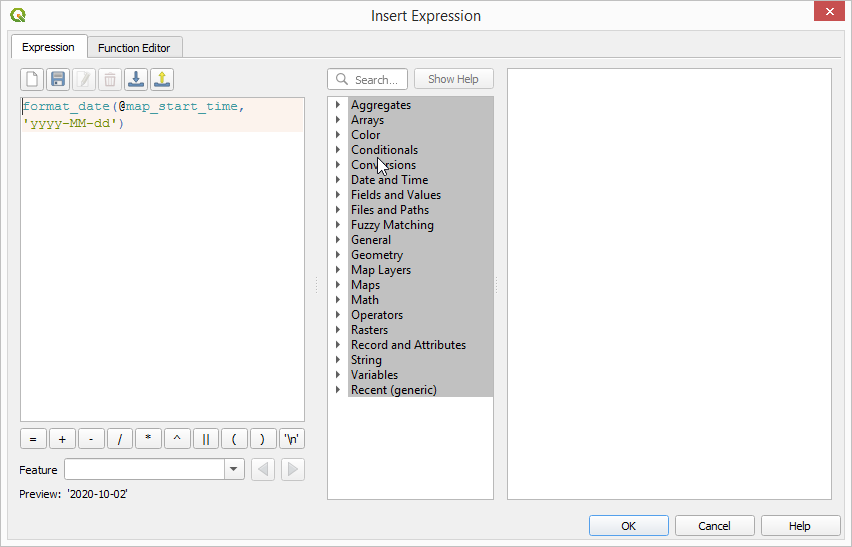 Insert Expression
Expression
Function Editor
Search...
Show Help
format_date(@map_start_time,
'yyyy-MM-dd')
Aggregates
Arrays
Color
Conditionals
Conversions
Date and Time
Fields and Values
Files and Paths
Fuzzy Matching
General
Geometry
Map Layers
Maps
Math
Operators
Rasters
Record and Attributes
String
Variables
Recent (generic)
= + - / * ^ || ( ) '\n'
Feature
Preview: '2020-10-02'
OK
Cancel
Help